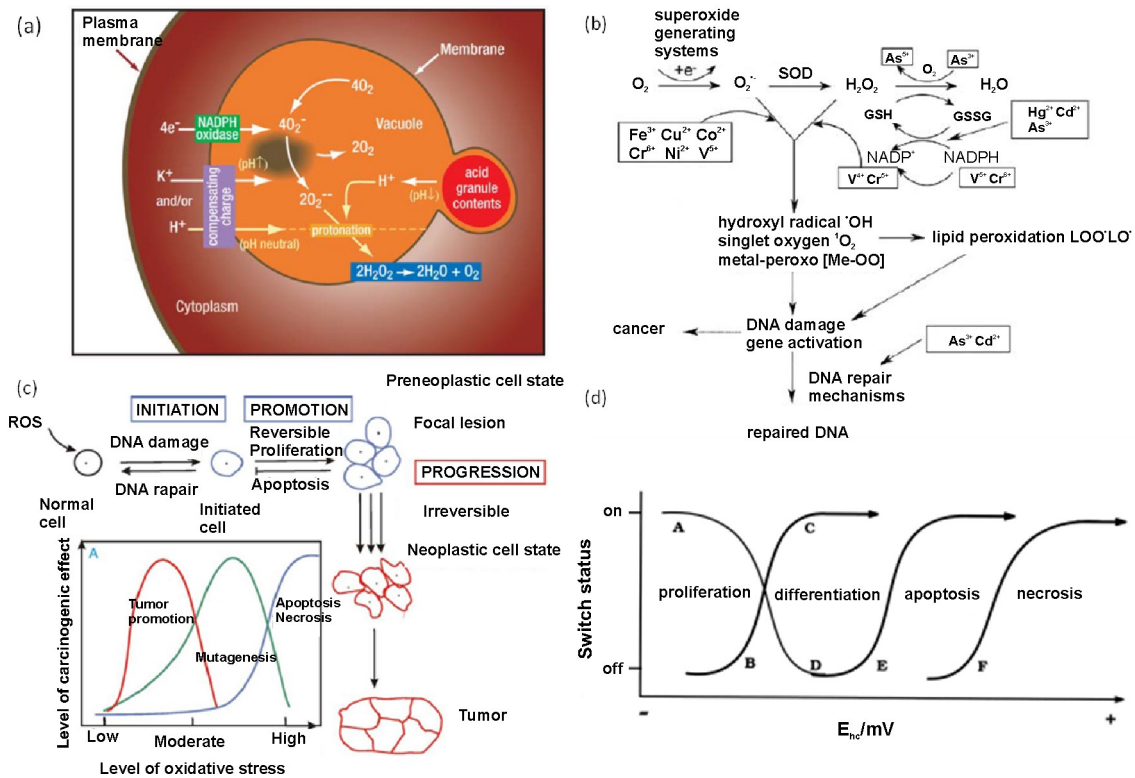 (a)
Plasma
membrane
Membrane
4O₂
4e⁻
NADPH
oxidase
4O₂⁻
Vacuole
2O₂
(pH↑)
K⁺
and/or
H⁺
compensating
charge
2O₂⁻⁻
H⁺
(pH↓)
acid
granule
contents
(pH neutral)
protonation
2H₂O₂→2H₂O + O₂
Cytoplasm
(b)
superoxide
generating
systems
+e⁻
O₂
O₂•⁻
SOD
H₂O₂
H₂O
As⁵⁺
O₂
As³⁺
GSH
GSSG
Hg²⁺ Cd²⁺
As³⁺
Fe³⁺ Cu²⁺ Co²⁺
Cr⁶⁺ Ni²⁺ V⁵⁺
NADP⁺
NADPH
V⁴⁺ Cr⁵⁺
V⁵⁺ Cr⁶⁺
hydroxyl radical ·OH
singlet oxygen ¹O₂
metal-peroxo [Me-OO]
lipid peroxidation LOO·LO·
cancer
DNA damage
gene activation
As³⁺ Cd²⁺
DNA repair
mechanisms
repaired DNA
(c)
Preneoplastic cell state
INITIATION
PROMOTION
ROS
DNA damage
Reversible
Proliferation
Focal lesion
DNA rapair
Apoptosis
PROGRESSION
Normal
cell
Initiated
cell
Irreversible
Neoplastic cell state
Level of carcinogenic effect
A
Tumor
promotion
Apoptosis
Necrosis
Mutagenesis
Low
Moderate
High
Level of oxidative stress
Tumor
(d)
Switch status
on
off
A
C
proliferation
differentiation
apoptosis
necrosis
B
D
E
F
-
+
Ehc/mV